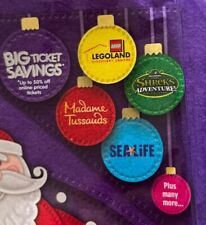 BIG TICKET
SAVINGS*
*Up to 50% off
online priced
tickets
LEGO
LEGOLAND
DISCOVERY CENTRE
SHREK'S
ADVENTURE!
Madame
Tussauds
SEA LIFE
Plus
many
more...